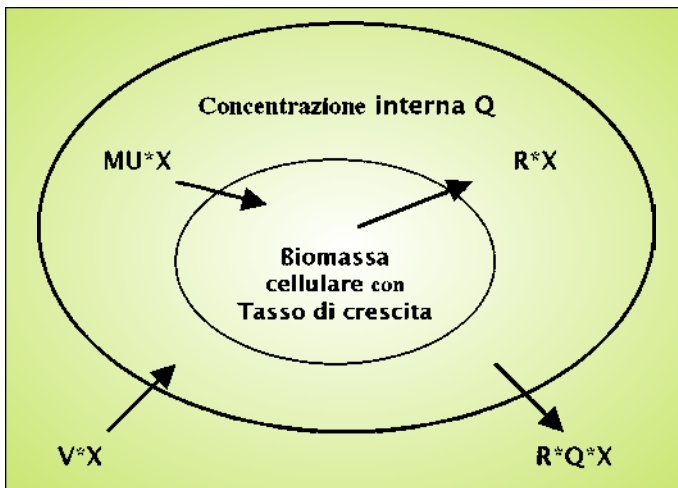 Concentrazione interna Q
MU*X
R*X
Biomassa
cellulare con
Tasso di crescita
V*X
R*Q*X